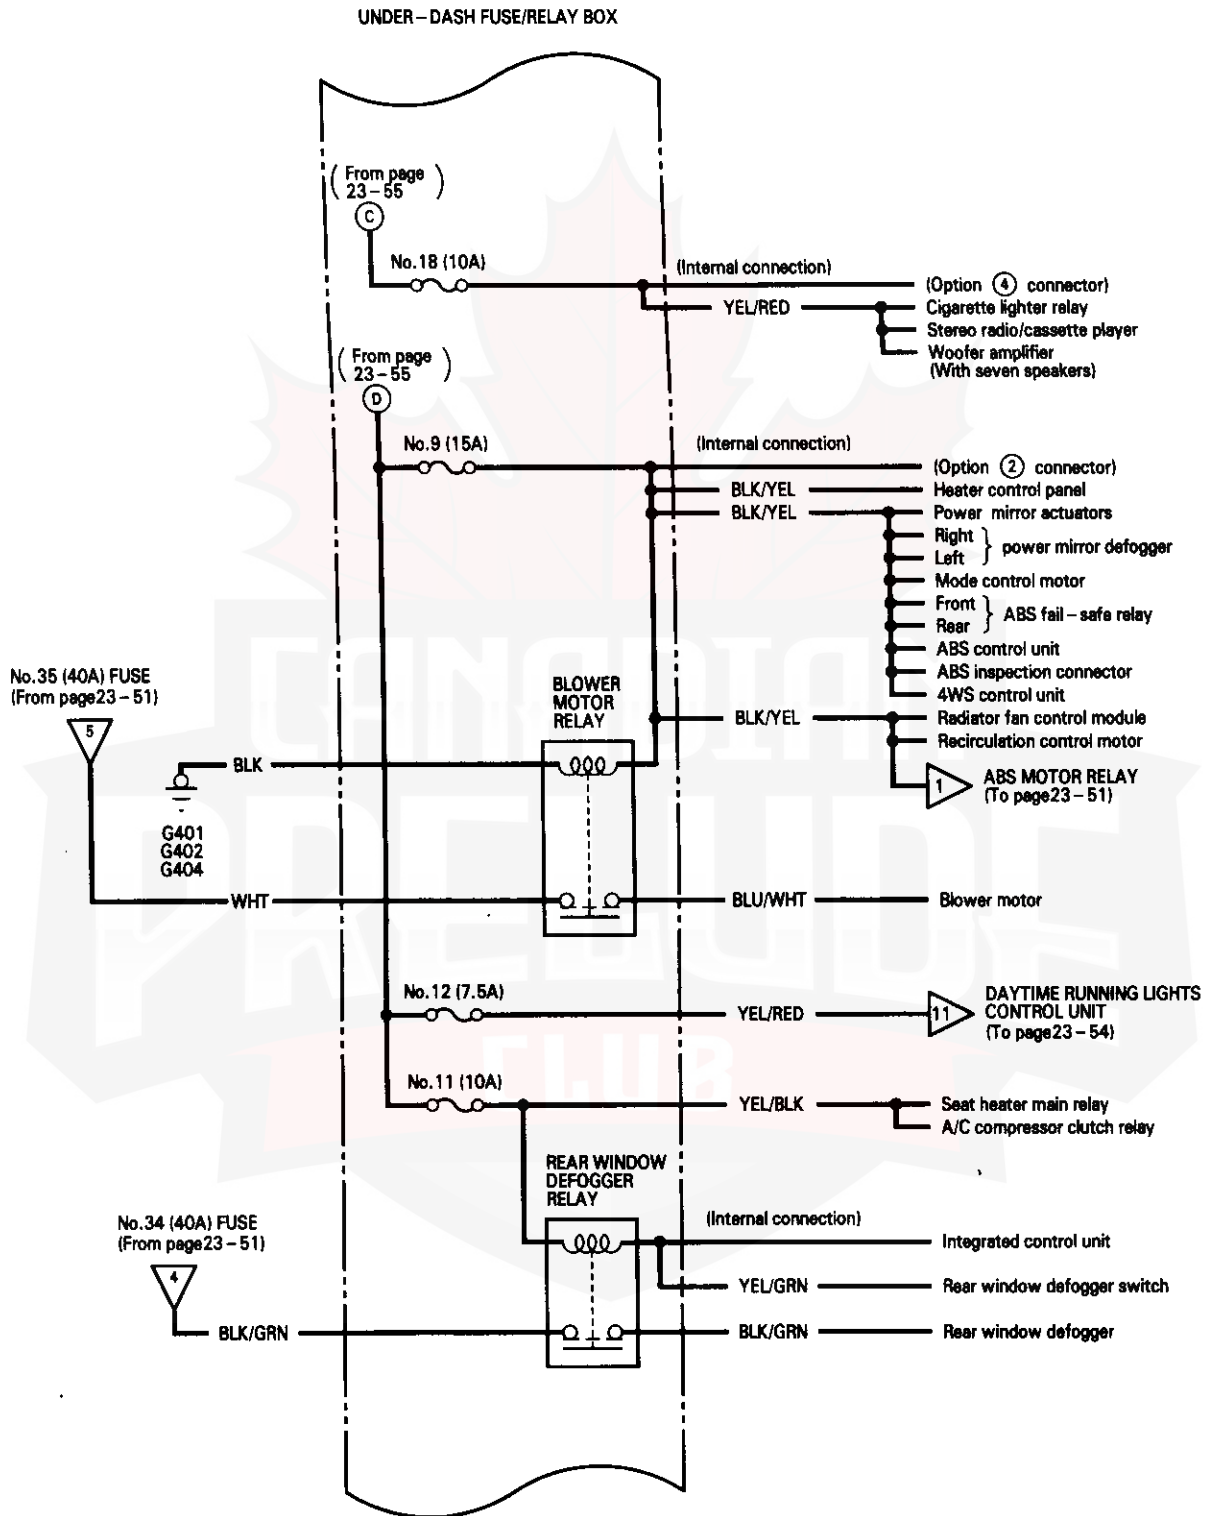 UNDER–DASH FUSE/RELAY BOX
(From page
23–55)
C
No.18 (10A)
(Internal connection)
(Option ④ connector)
YEL/RED
Cigarette lighter relay
Stereo radio/cassette player
Woofer amplifier
(With seven speakers)
(From page
23–55)
D
No.9 (15A)
(Internal connection)
(Option ② connector)
BLK/YEL
Heater control panel
BLK/YEL
Power mirror actuators
Right
Left
} power mirror defogger
Mode control motor
Front
Rear
} ABS fail–safe relay
ABS control unit
ABS inspection connector
4WS control unit
No.35 (40A) FUSE
(From page23–51)
5
BLOWER
MOTOR
RELAY
BLK/YEL
Radiator fan control module
Recirculation control motor
1
ABS MOTOR RELAY
(To page23–51)
BLK
G401
G402
G404
WHT
BLU/WHT
Blower motor
No.12 (7.5A)
YEL/RED
11
DAYTIME RUNNING LIGHTS
CONTROL UNIT
(To page23–54)
No.11 (10A)
YEL/BLK
Seat heater main relay
A/C compressor clutch relay
REAR WINDOW
DEFOGGER
RELAY
No.34 (40A) FUSE
(From page23–51)
4
(Internal connection)
Integrated control unit
YEL/GRN
Rear window defogger switch
BLK/GRN
BLK/GRN
Rear window defogger
CANADIAN
PRELUDE
CLUB